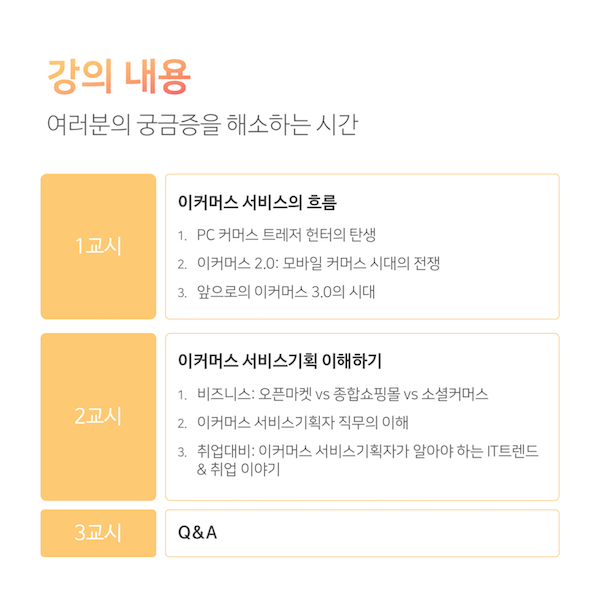 강의 내용
여러분의 궁금증을 해소하는 시간
1교시
이커머스 서비스의 흐름
1. PC 커머스 트레저 헌터의 탄생
2. 이커머스 2.0: 모바일 커머스 시대의 전쟁
3. 앞으로의 이커머스 3.0의 시대
2교시
이커머스 서비스기획 이해하기
1. 비즈니스: 오픈마켓 vs 종합쇼핑몰 vs 소셜커머스
2. 이커머스 서비스기획자 직무의 이해
3. 취업대비: 이커머스 서비스기획자가 알아야 하는 IT트렌드
& 취업 이야기
3교시
Q&A